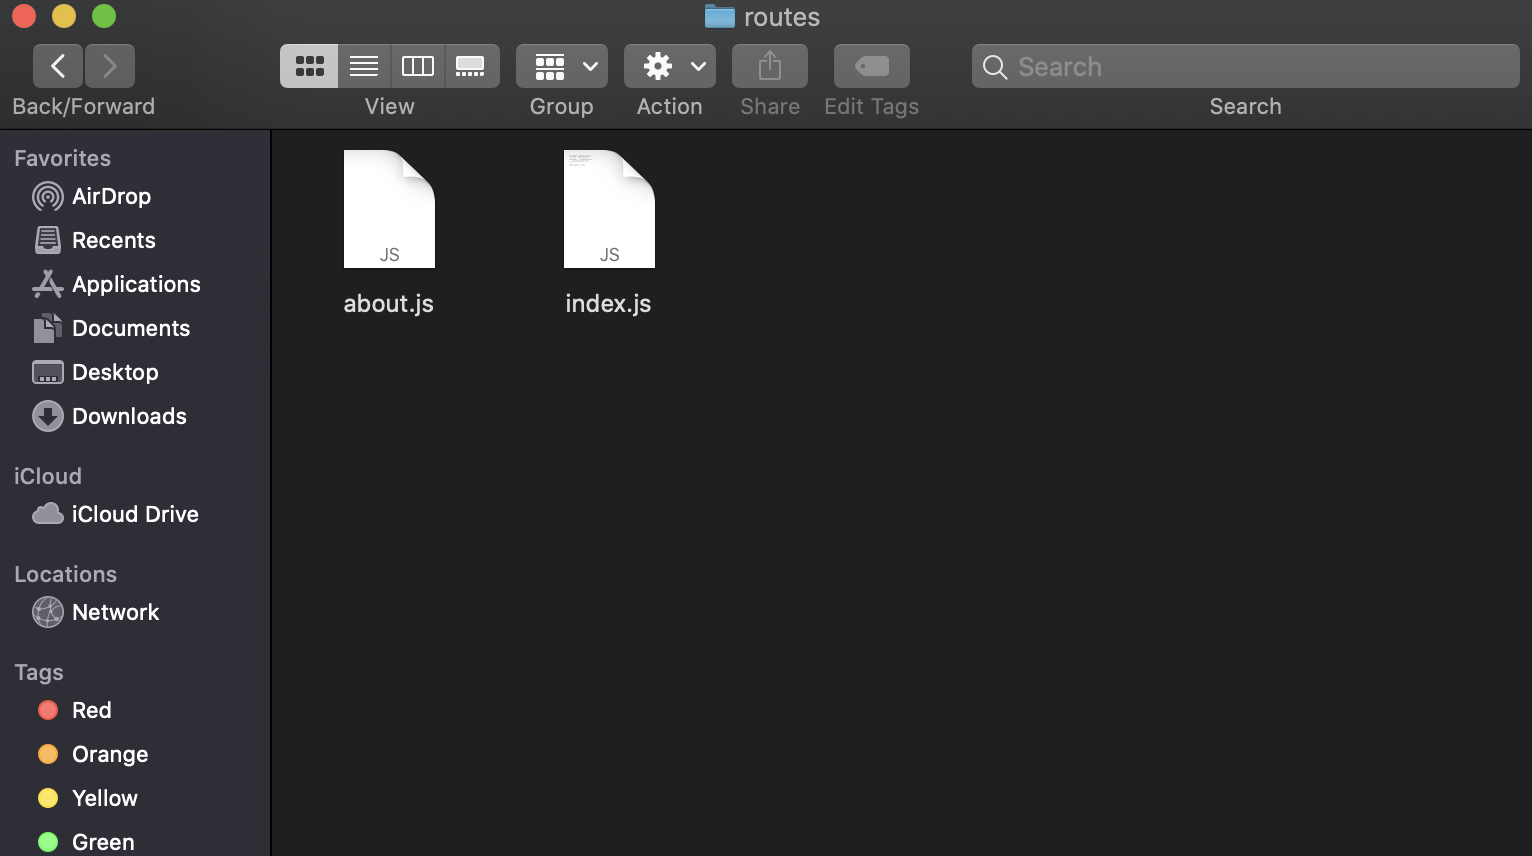 routes
Search
Back/Forward
View
Group
Action
Share
Edit Tags
Search
Favorites
AirDrop
Recents
Applications
Documents
Desktop
Downloads
iCloud
iCloud Drive
Locations
Network
Tags
Red
Orange
Yellow
Green
JS
about.js
JS
index.js